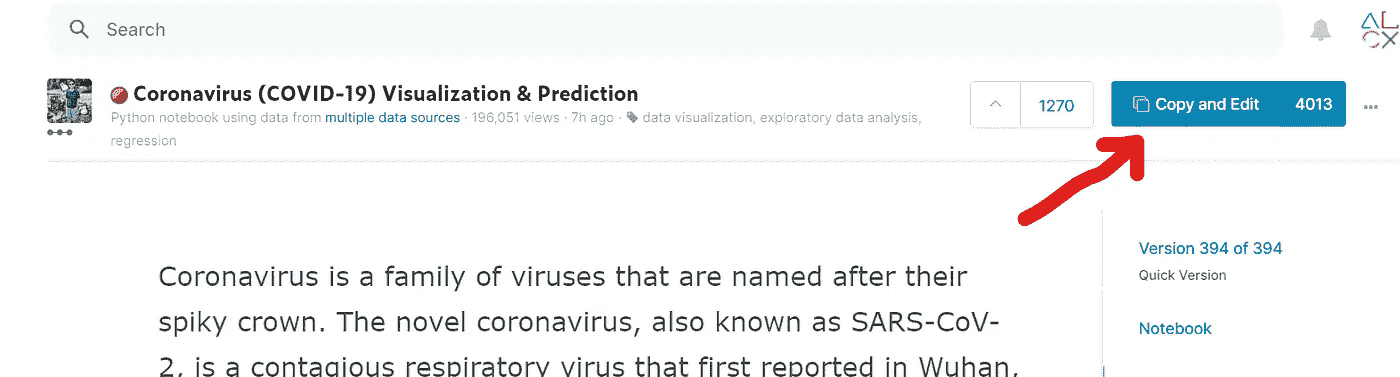 Search
ALCX
Coronavirus (COVID-19) Visualization & Prediction
Python notebook using data from multiple data sources · 196,051 views · 7h ago · data visualization, exploratory data analysis,
regression
1270
Copy and Edit 4013
Coronavirus is a family of viruses that are named after their
spiky crown. The novel coronavirus, also known as SARS-CoV-
2, is a contagious respiratory virus that first reported in Wuhan,
Version 394 of 394
Quick Version
Notebook